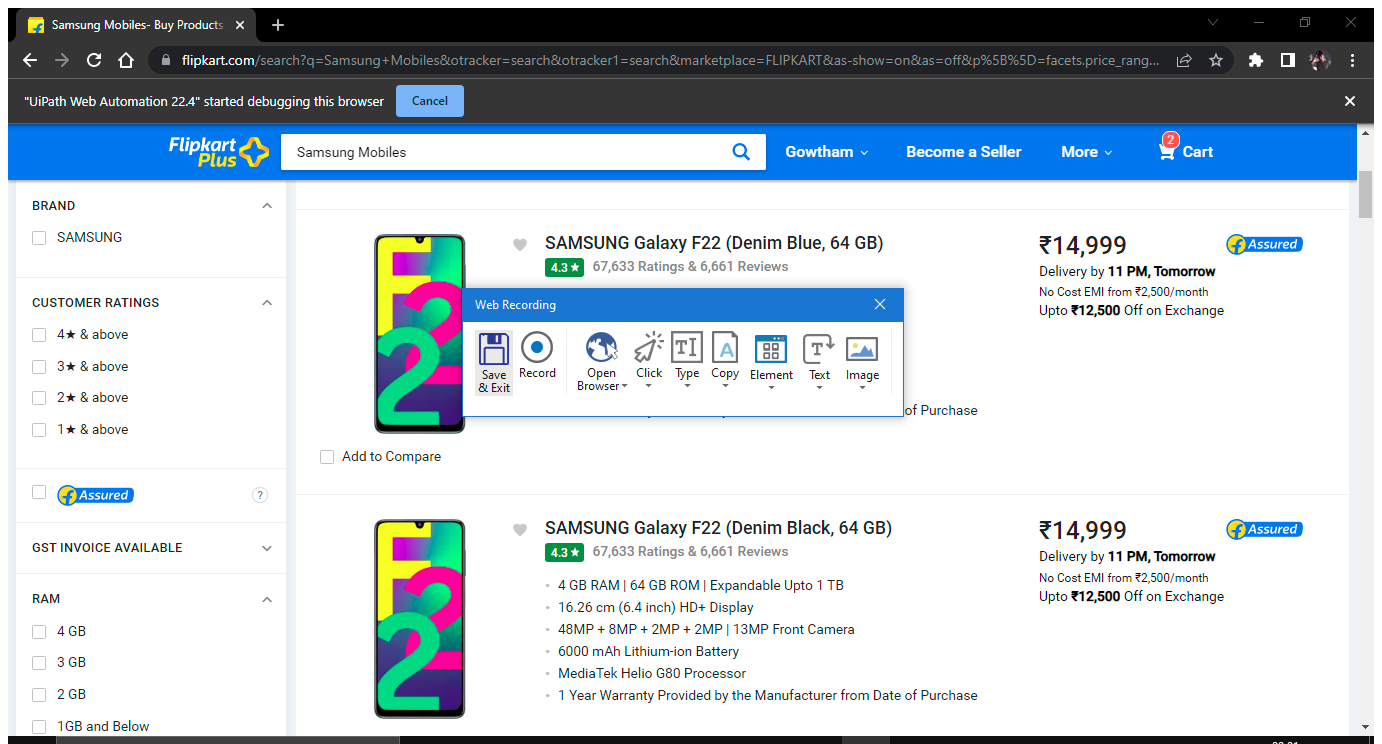 Samsung Mobiles- Buy Products
flipkart.com/search?q=Samsung+Mobiles&otracker=search&otracker1=search&marketplace=FLIPKART&as-show=on&as=off&p%5B%5D=facets.price_rang...
"UiPath Web Automation 22.4" started debugging this browser
Cancel
Flipkart
Plus
Samsung Mobiles
Gowtham
Become a Seller
More
2
Cart
BRAND
SAMSUNG
CUSTOMER RATINGS
4★ & above
3★ & above
2★ & above
1★ & above
Assured
?
GST INVOICE AVAILABLE
RAM
4 GB
3 GB
2 GB
1GB and Below
F22
SAMSUNG Galaxy F22 (Denim Blue, 64 GB)
4.3★ 67,633 Ratings & 6,661 Reviews
₹14,999
Assured
Delivery by 11 PM, Tomorrow
No Cost EMI from ₹2,500/month
Upto ₹12,500 Off on Exchange
Web Recording
Save
& Exit
Record
Open
Browser
Click
Type
Copy
Element
Text
Image
of Purchase
Add to Compare
F22
SAMSUNG Galaxy F22 (Denim Black, 64 GB)
4.3★ 67,633 Ratings & 6,661 Reviews
4 GB RAM | 64 GB ROM | Expandable Upto 1 TB
16.26 cm (6.4 inch) HD+ Display
48MP + 8MP + 2MP + 2MP | 13MP Front Camera
6000 mAh Lithium-ion Battery
MediaTek Helio G80 Processor
1 Year Warranty Provided by the Manufacturer from Date of Purchase
₹14,999
Assured
Delivery by 11 PM, Tomorrow
No Cost EMI from ₹2,500/month
Upto ₹12,500 Off on Exchange